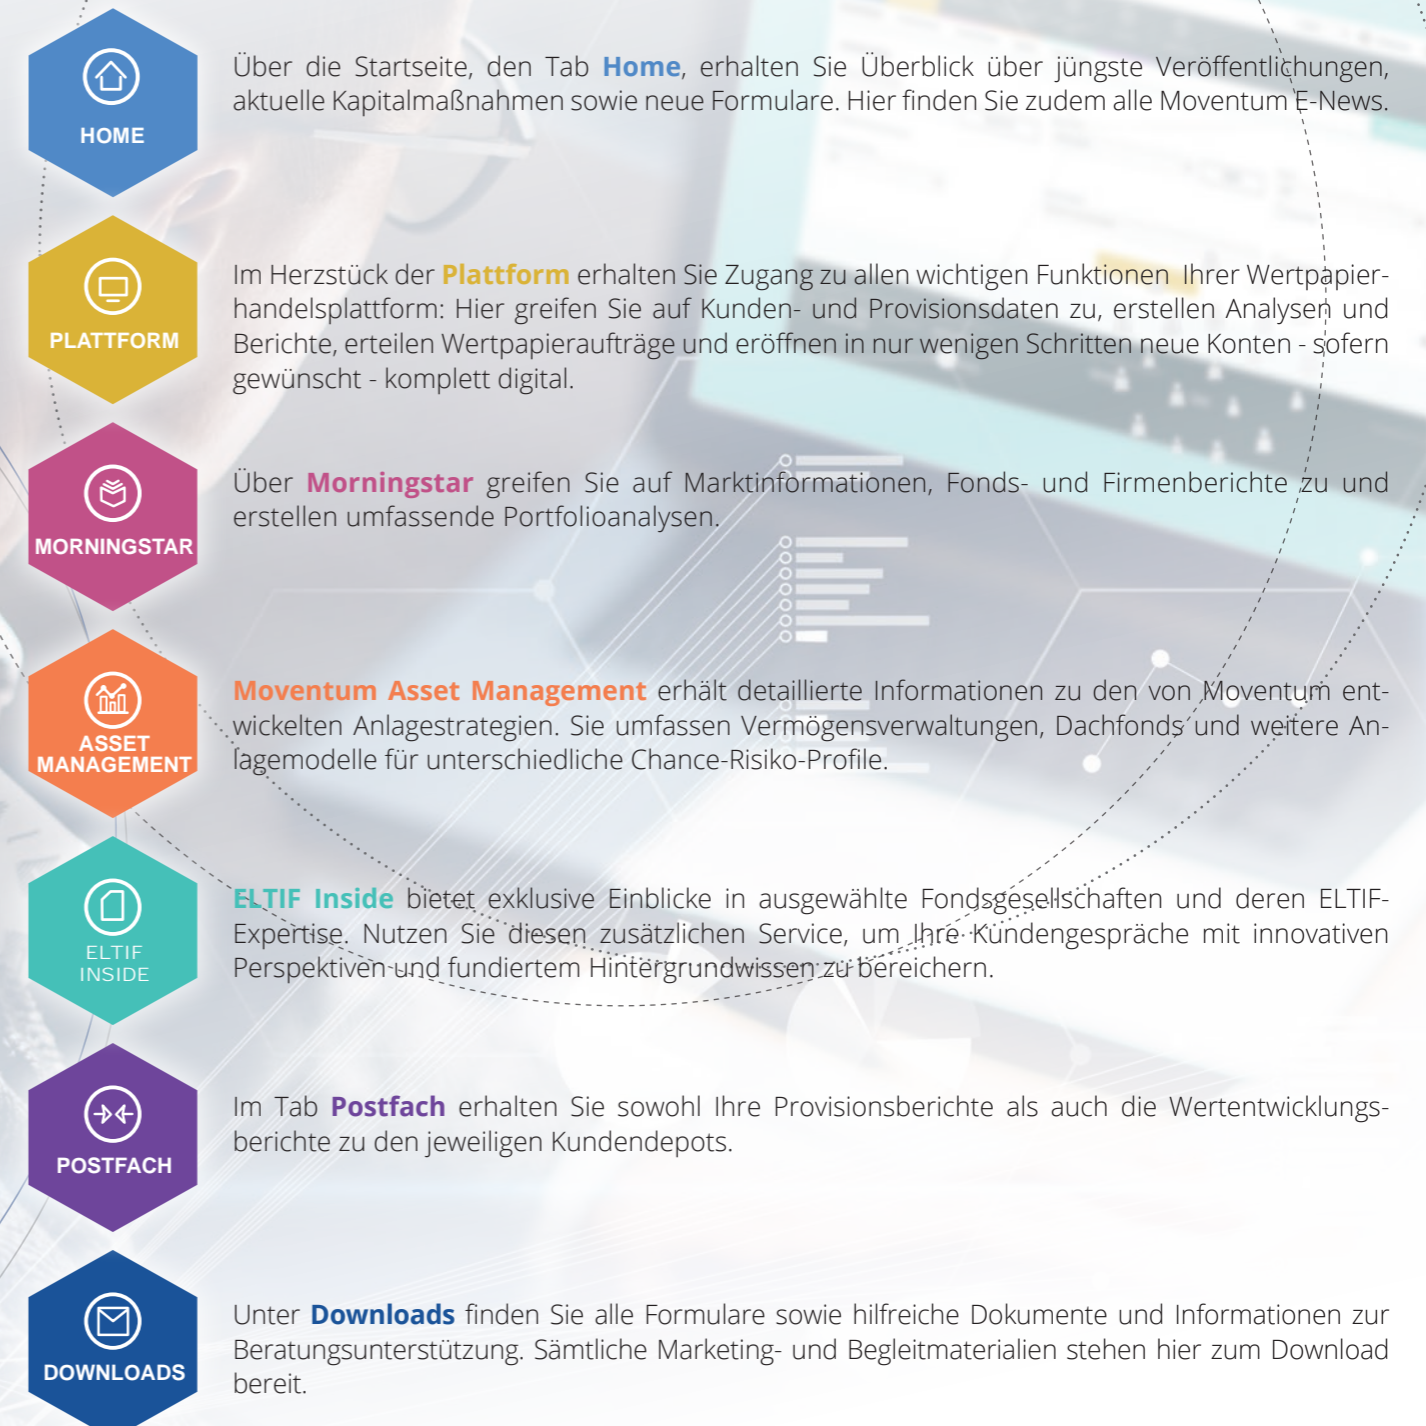 HOME
Über die Startseite, den Tab Home, erhalten Sie Überblick über jüngste Veröffentlichungen,
aktuelle Kapitalmaßnahmen sowie neue Formulare. Hier finden Sie zudem alle Moventum E-News.
PLATTFORM
Im Herzstück der Plattform erhalten Sie Zugang zu allen wichtigen Funktionen Ihrer Wertpapier-
handelsplattform: Hier greifen Sie auf Kunden- und Provisionsdaten zu, erstellen Analysen und
Berichte, erteilen Wertpapieraufträge und eröffnen in nur wenigen Schritten neue Konten - sofern
gewünscht - komplett digital.
MORNINGSTAR
Über Morningstar greifen Sie auf Marktinformationen, Fonds- und Firmenberichte zu und
erstellen umfassende Portfolioanalysen.
ASSET
MANAGEMENT
Moventum Asset Management erhält detaillierte Informationen zu den von Moventum ent-
wickelten Anlagestrategien. Sie umfassen Vermögensverwaltungen, Dachfonds und weitere An-
lagemodelle für unterschiedliche Chance-Risiko-Profile.
ELTIF
INSIDE
ELTIF Inside bietet exklusive Einblicke in ausgewählte Fondsgesellschaften und deren ELTIF-
Expertise. Nutzen Sie diesen zusätzlichen Service, um Ihre Kundengespräche mit innovativen
Perspektiven und fundiertem Hintergrundwissen zu bereichern.
POSTFACH
Im Tab Postfach erhalten Sie sowohl Ihre Provisionsberichte als auch die Wertentwicklungs-
berichte zu den jeweiligen Kundendepots.
DOWNLOADS
Unter Downloads finden Sie alle Formulare sowie hilfreiche Dokumente und Informationen zur
Beratungsunterstützung. Sämtliche Marketing- und Begleitmaterialien stehen hier zum Download
bereit.